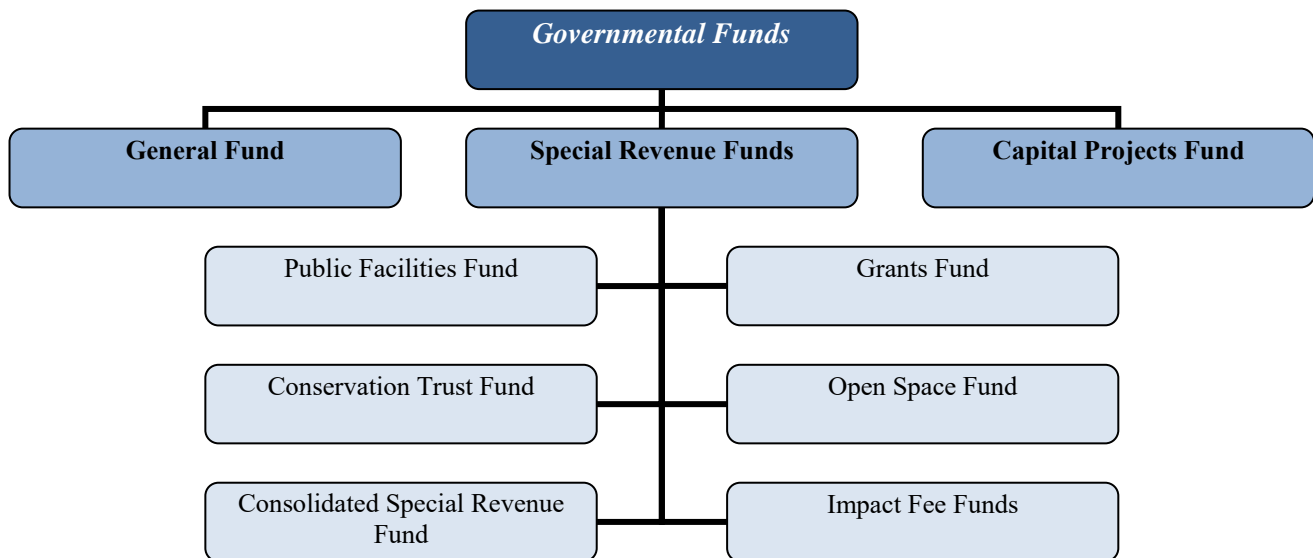 Governmental Funds
General Fund
Special Revenue Funds
Capital Projects Fund
Public Facilities Fund
Grants Fund
Conservation Trust Fund
Open Space Fund
Consolidated Special Revenue
Fund
Impact Fee Funds